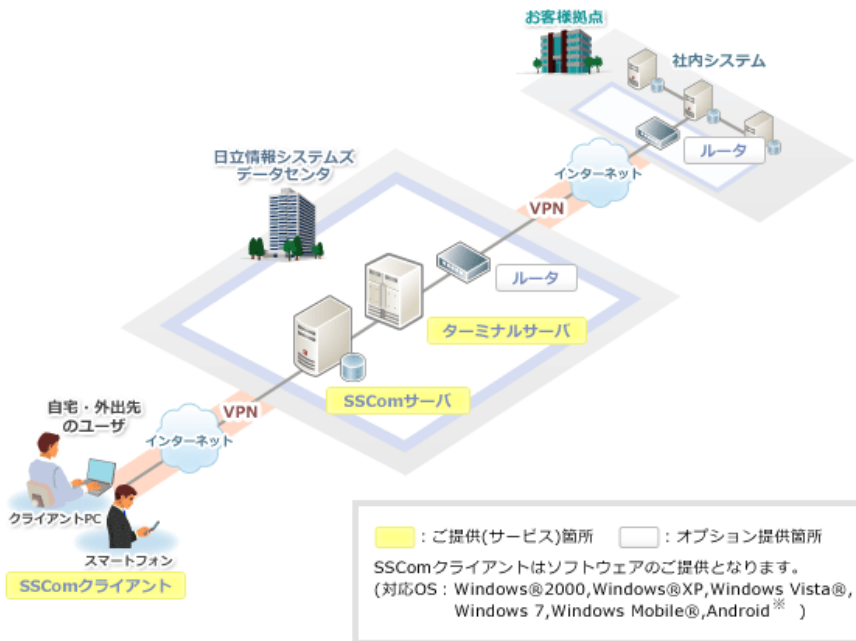 お客様拠点
社内システム
ルータ
インターネット
VPN
日立情報システムズ
データセンタ
ルータ
ターミナルサーバ
SSComサーバ
VPN
インターネット
自宅・外出先
のユーザ
クライアントPC
スマートフォン
SSComクライアント
：ご提供(サービス)箇所　：オプション提供箇所
SSComクライアントはソフトウェアのご提供となります。
(対応OS：Windows®2000,Windows®XP,Windows Vista®,
Windows 7,Windows Mobile®,Android※ )